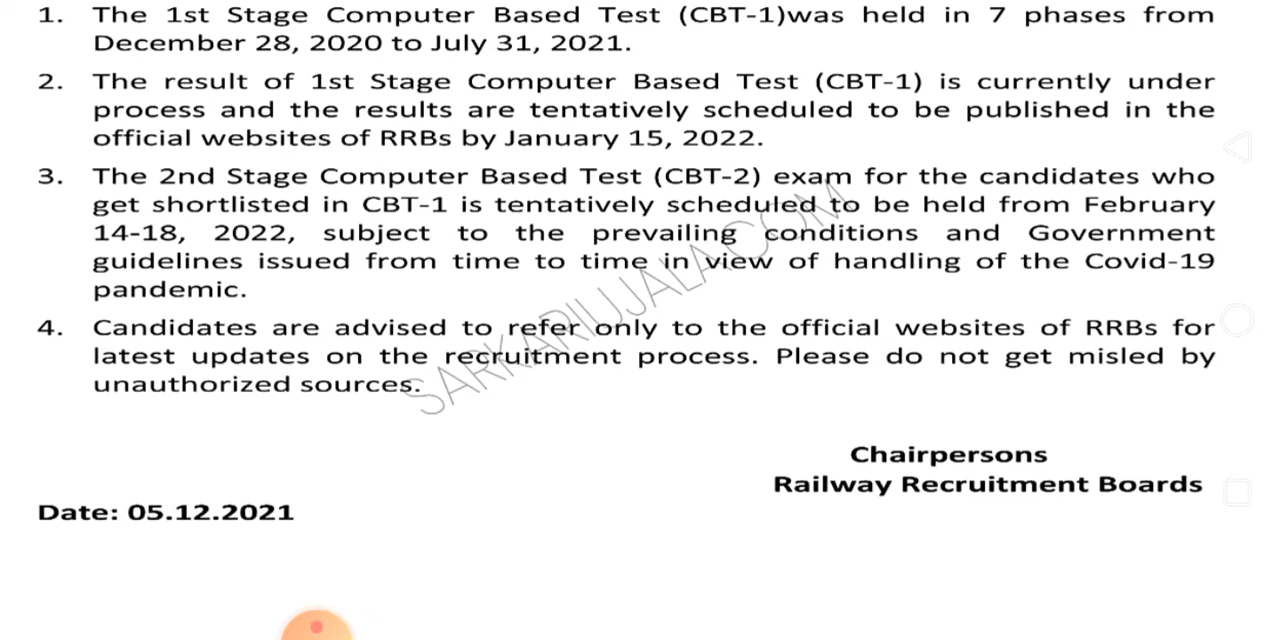 1. The 1st Stage Computer Based Test (CBT-1)was held in 7 phases from
December 28, 2020 to July 31, 2021.
2. The result of 1st Stage Computer Based Test (CBT-1) is currently under
process and the results are tentatively scheduled to be published in the
official websites of RRBs by January 15, 2022.
3. The 2nd Stage Computer Based Test (CBT-2) exam for the candidates who
get shortlisted in CBT-1 is tentatively scheduled to be held from February
14-18, 2022, subject to the prevailing conditions and Government
guidelines issued from time to time in view of handling of the Covid-19
pandemic.
4. Candidates are advised to refer only to the official websites of RRBs for
latest updates on the recruitment process. Please do not get misled by
unauthorized sources.
SARKARIUJJALA.COM
Chairpersons
Railway Recruitment Boards
Date: 05.12.2021